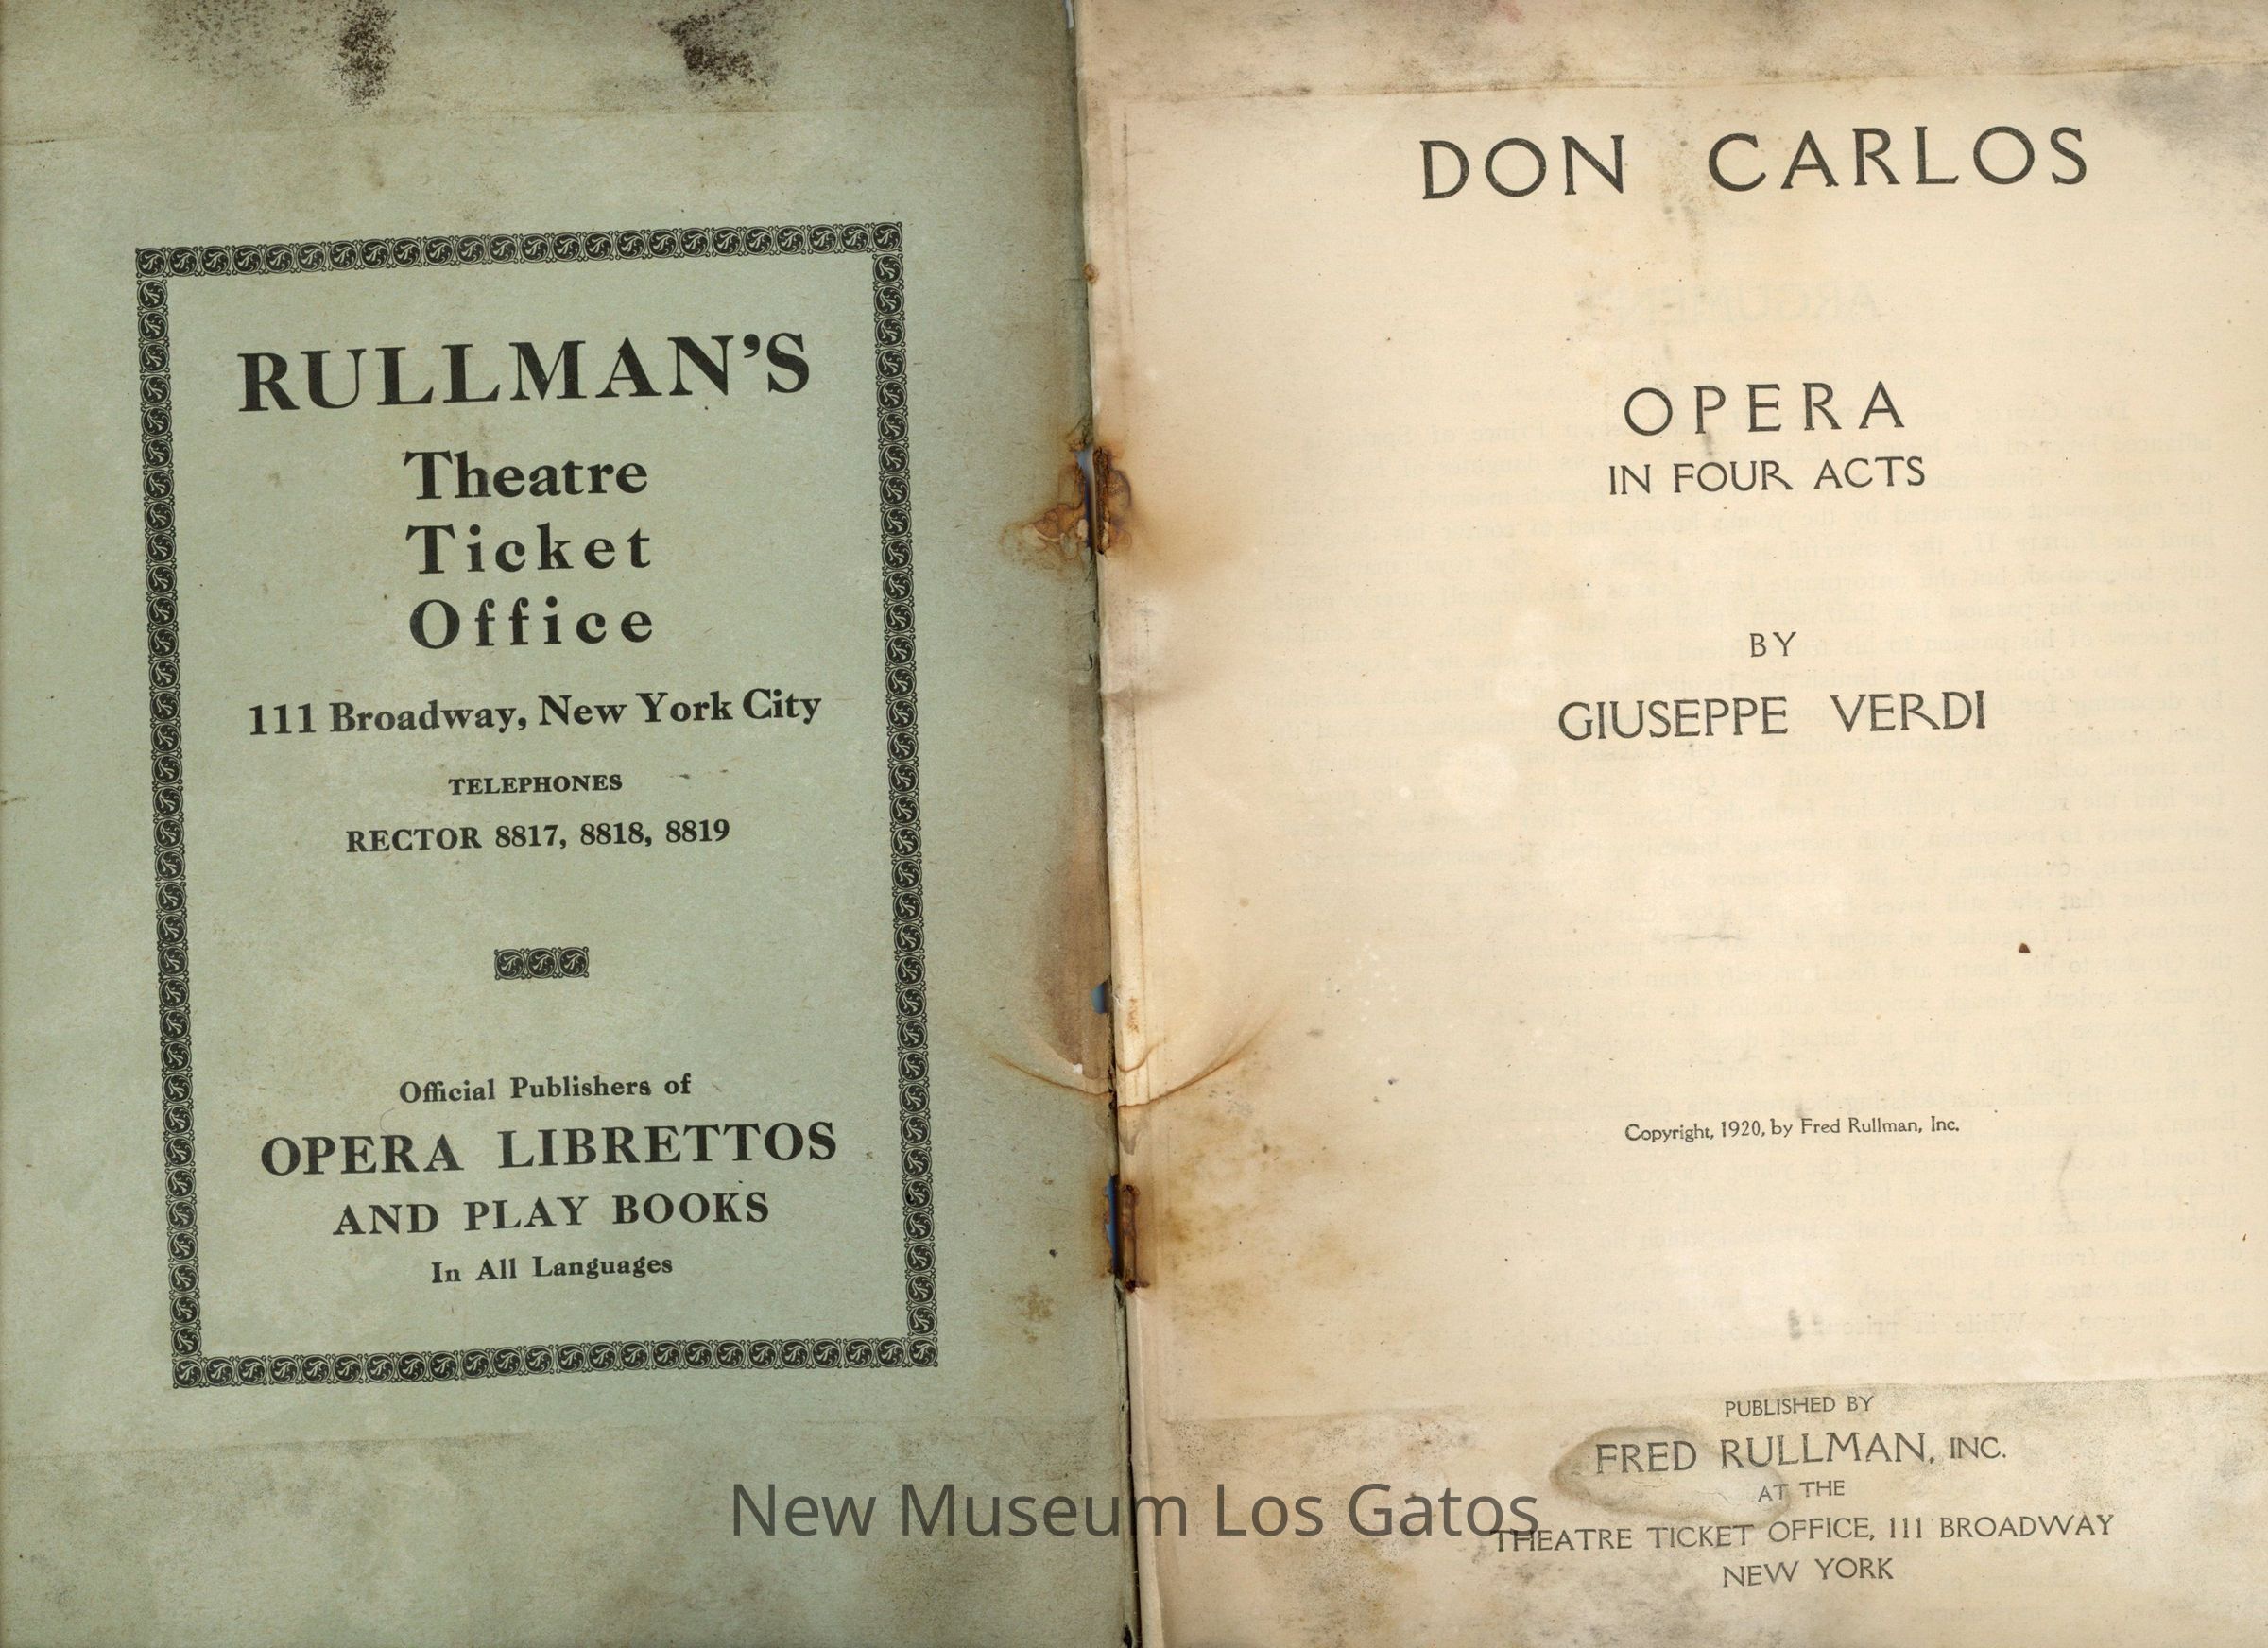 RULLMAN'S
Theatre
Ticket
Office
111 Broadway, New York City
TELEPHONES
RECTOR 8817, 8818, 8819
Official Publishers of
OPERA LIBRETTOS
AND PLAY BOOKS
In All Languages
DON CARLOS
OPERA
IN FOUR ACTS
BY
GIUSEPPE VERDI
Copyright, 1920, by Fred Rullman, Inc.
PUBLISHED BY
FRED RULLMAN, INC.
AT THE
THEATRE TICKET OFFICE, 111 BROADWAY
NEW YORK
New Museum Los Gatos